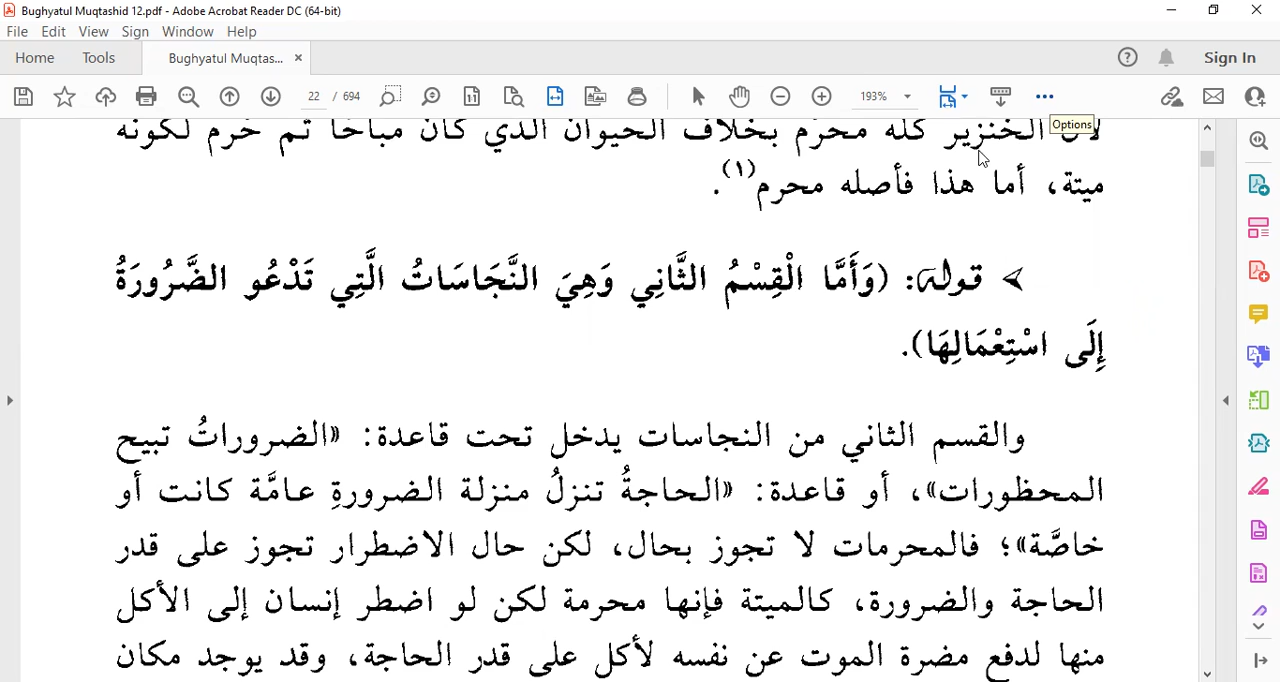 Bughyatul Muqtashid 12.pdf - Adobe Acrobat Reader DC (64-bit)
File Edit View Sign Window Help
Home Tools Bughyatul Muqtas... × Sign In
22 / 694 193%
Options
الخنزير كله محرم بخلاف الحيوان الذي كان مباحًا ثم حرم لكونه
ميتة، أما هذا فأصله محرم(١).
قوله: (وَأَمَّا الْقِسْمُ الثَّانِي وَهِيَ النَّجَاسَاتُ الَّتِي تَدْعُو الضَّرُورَةُ
إِلَى اسْتِعْمَالِهَا).
والقسم الثاني من النجاسات يدخل تحت قاعدة: «الضروراتُ تبيح
المحظورات»، أو قاعدة: «الحاجةُ تنزلُ منزلة الضرورةِ عامَّة كانت أو
خاصَّة»؛ فالمحرمات لا تجوز بحال، لكن حال الاضطرار تجوز على قدر
الحاجة والضرورة، كالميتة فإنها محرمة لكن لو اضطر إنسان إلى الأكل
منها لدفع مضرة الموت عن نفسه لأكل على قدر الحاجة، وقد يوجد مكان